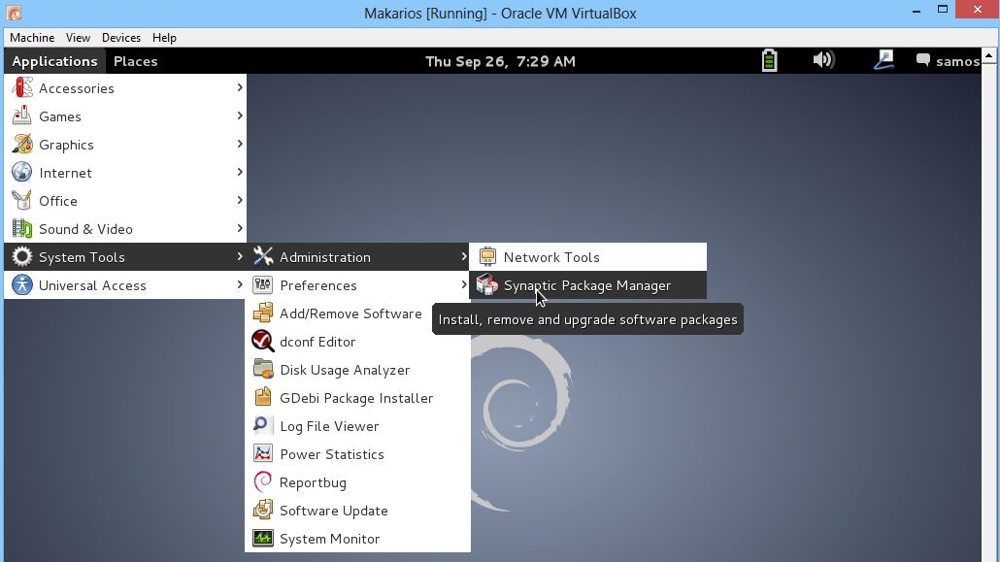 Makarios [Running] - Oracle VM VirtualBox
Machine View Devices Help
Applications Places Thu Sep 26, 7:29 AM samos
Accessories
Games
Graphics
Internet
Office
Sound & Video
System Tools
Universal Access
Administration
Preferences
Add/Remove Software
dconf Editor
Disk Usage Analyzer
GDebi Package Installer
Log File Viewer
Power Statistics
Reportbug
Software Update
System Monitor
Network Tools
Synaptic Package Manager
Install, remove and upgrade software packages